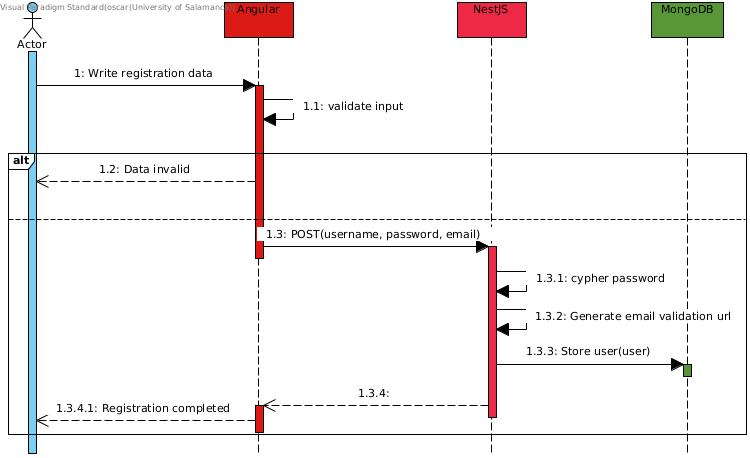 Visual Paradigm Standard(oscar(University of Salamanca))
Angular
NestJS
MongoDB
Actor
1: Write registration data
1.1: validate input
alt
1.2: Data invalid
1.3: POST(username, password, email)
1.3.1: cypher password
1.3.2: Generate email validation url
1.3.3: Store user(user)
1.3.4:
1.3.4.1: Registration completed